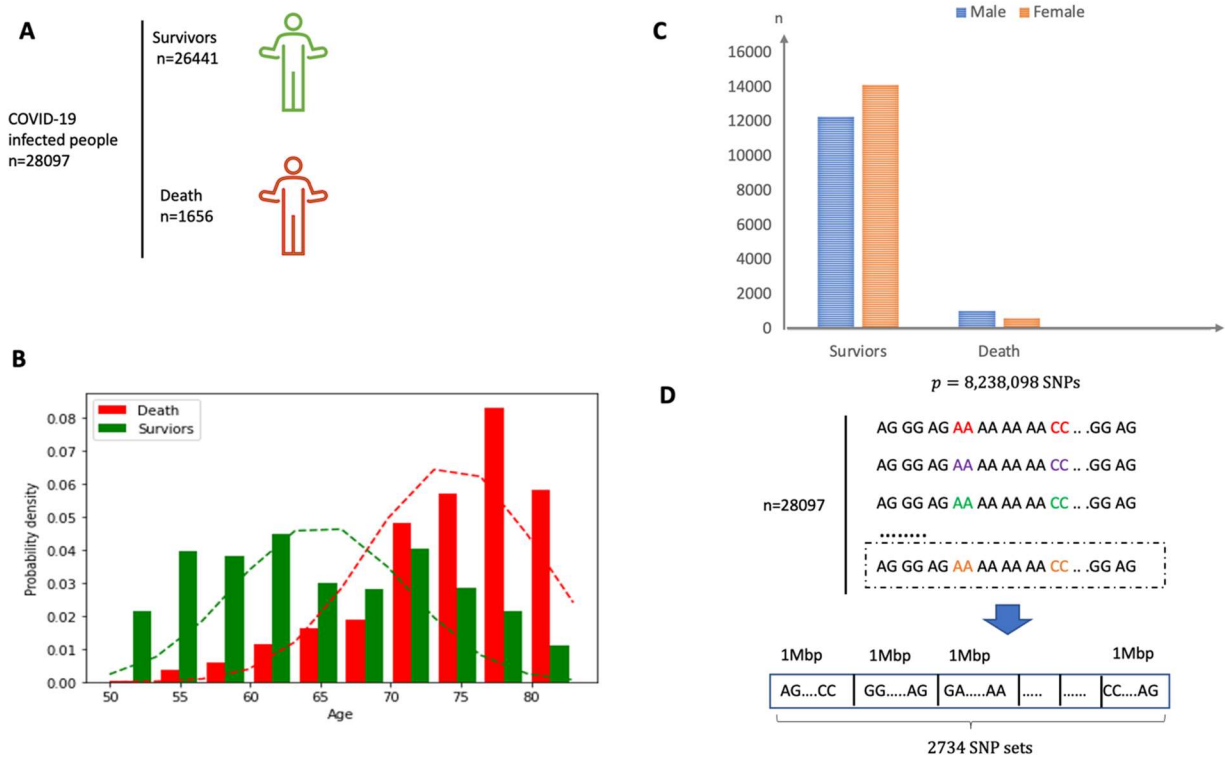 A
Survivors
n=26441
COVID-19
infected people
n=28097
Death
n=1656
C
Male Female
n
16000
14000
12000
10000
8000
6000
4000
2000
0
Surviors Death
B
Death
Surviors
0.08
0.07
0.06
0.05
0.04
0.03
0.02
0.01
0.00
Probability density
50 55 60 65 70 75 80
Age
D
p = 8,238,098 SNPs
AG GG AG AA AA AA AA CC .. .GG AG
AG GG AG AA AA AA AA CC .. .GG AG
AG GG AG AA AA AA AA CC .. .GG AG
n=28097
........
AG GG AG AA AA AA AA CC .. .GG AG
1Mbp 1Mbp 1Mbp 1Mbp
AG....CC GG.....AG GA.....AA ..... ...... CC....AG
2734 SNP sets